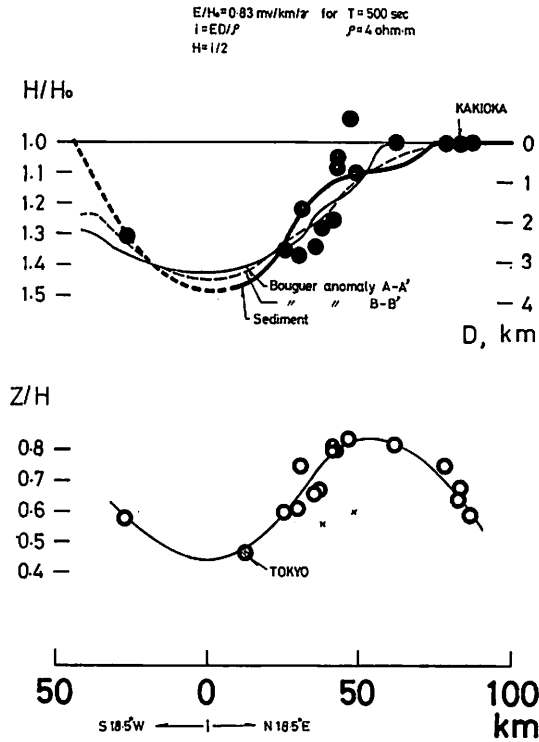 E/H₀=0·83 mv/km/γ for T=500 sec
i=ED/ρ ρ=4 ohm·m
H=i/2
H/H₀
KAKIOKA
1.0
1.1
1.2
1.3
1.4
1.5
0
1
2
3
4
Bouguer anomaly A-A'
〃 〃 B-B'
Sediment
D, km
Z/H
0.8
0.7
0.6
0.5
0.4
TOKYO
50 0 50 100
km
S 18.5°W N 18.5°E